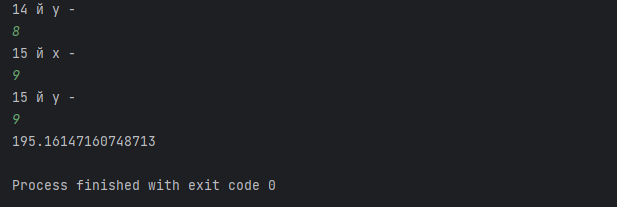 14 й y -
8
15 й x -
9
15 й y -
9
195.16147160748713
Process finished with exit code 0